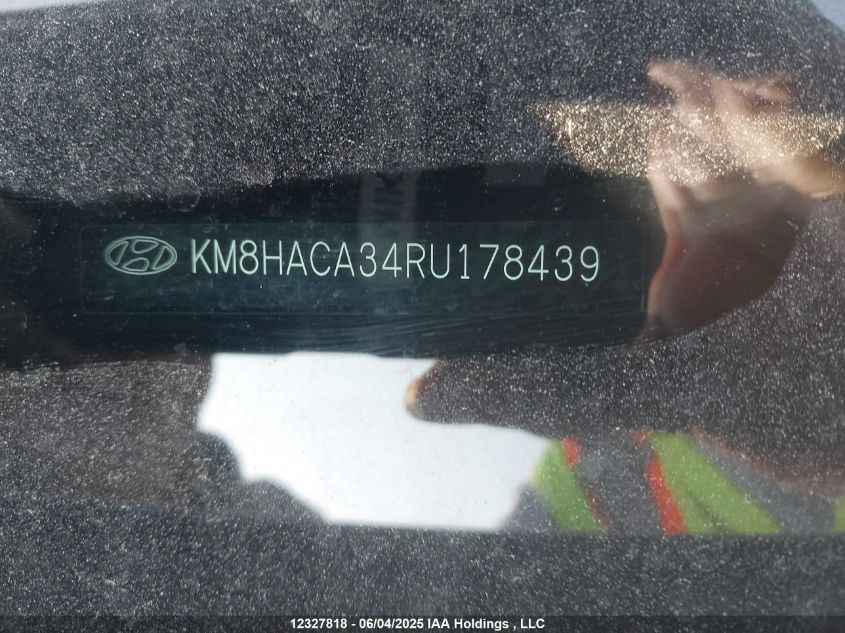 KM8HACA34RU178439
12327818 - 06/04/2025 IAA Holdings , LLC